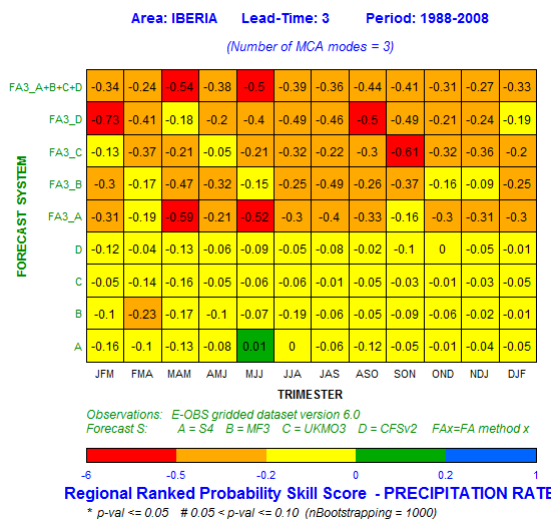 Area: IBERIA Lead-Time: 3 Period: 1988-2008
(Number of MCA modes = 3)
FORECAST SYSTEM
FA3_A+B+C+D -0.34 -0.24 -0.54 -0.38 -0.5 -0.39 -0.36 -0.44 -0.41 -0.31 -0.27 -0.33
FA3_D -0.73 -0.41 -0.18 -0.2 -0.4 -0.49 -0.46 -0.5 -0.49 -0.21 -0.24 -0.19
FA3_C -0.13 -0.37 -0.21 -0.05 -0.21 -0.32 -0.22 -0.3 -0.61 -0.32 -0.36 -0.2
FA3_B -0.3 -0.17 -0.47 -0.32 -0.15 -0.25 -0.49 -0.26 -0.37 -0.16 -0.09 -0.25
FA3_A -0.31 -0.19 -0.59 -0.21 -0.52 -0.3 -0.4 -0.33 -0.16 -0.3 -0.31 -0.3
D -0.12 -0.04 -0.13 -0.06 -0.09 -0.05 -0.08 -0.02 -0.1 0 -0.05 -0.01
C -0.05 -0.14 -0.16 -0.05 -0.06 -0.06 -0.01 -0.05 -0.03 -0.01 -0.03 -0.05
B -0.1 -0.23 -0.17 -0.1 -0.07 -0.19 -0.06 -0.05 -0.09 -0.06 -0.02 -0.01
A -0.16 -0.1 -0.13 -0.08 0.01 0 -0.06 -0.12 -0.05 -0.01 -0.04 -0.05
JFM FMA MAM AMJ MJJ JJA JAS ASO SON OND NDJ DJF
TRIMESTER
Observations: E-OBS gridded dataset version 6.0
Forecast S: A = S4 B = MF3 C = UKMO3 D = CFSv2 FAx=FA method x
-6 -0.5 -0.2 0 0.2 1
Regional Ranked Probability Skill Score - PRECIPITATION RATE
* p-val <= 0.05 # 0.05 < p-val <= 0.10 (nBootstrapping = 1000)